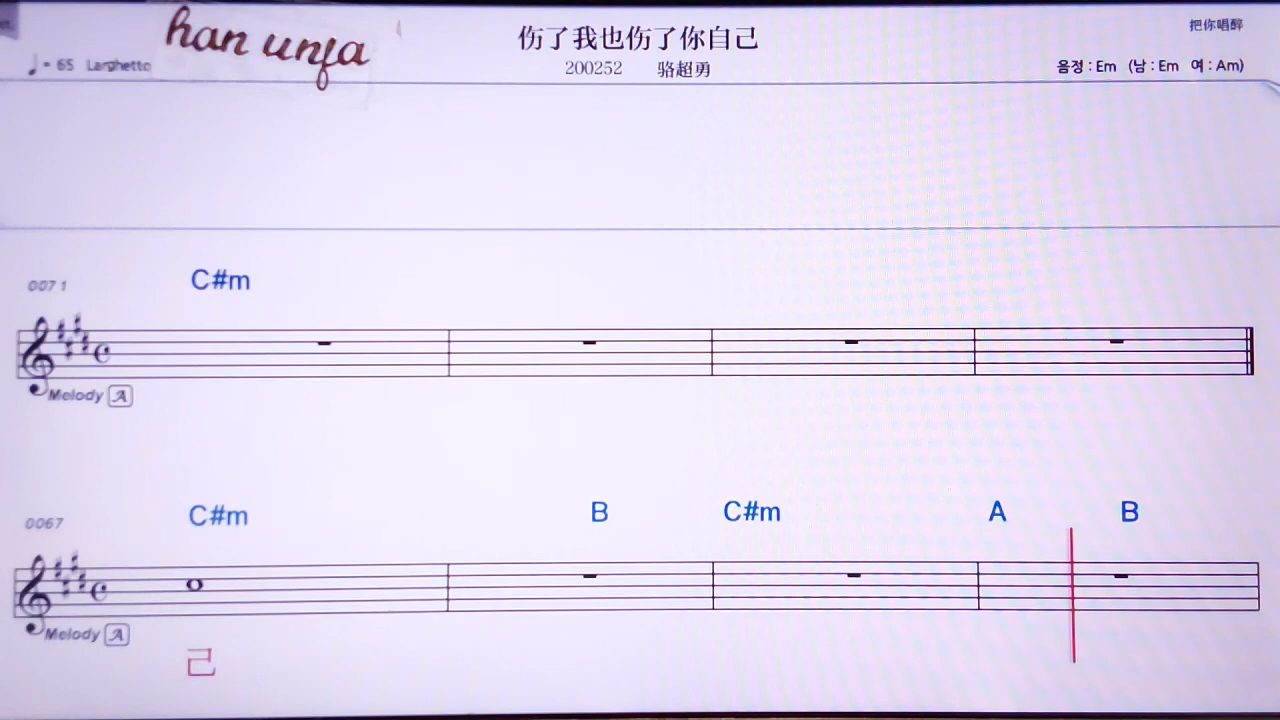 han unfa
伤了我也伤了你自己
把你唱醉
♩= 65 Larghetto
200252 骆超勇
음정 : Em (남 : Em 여 : Am)
0071 C#m
Melody A
0067 C#m B C#m A B
Melody A
己